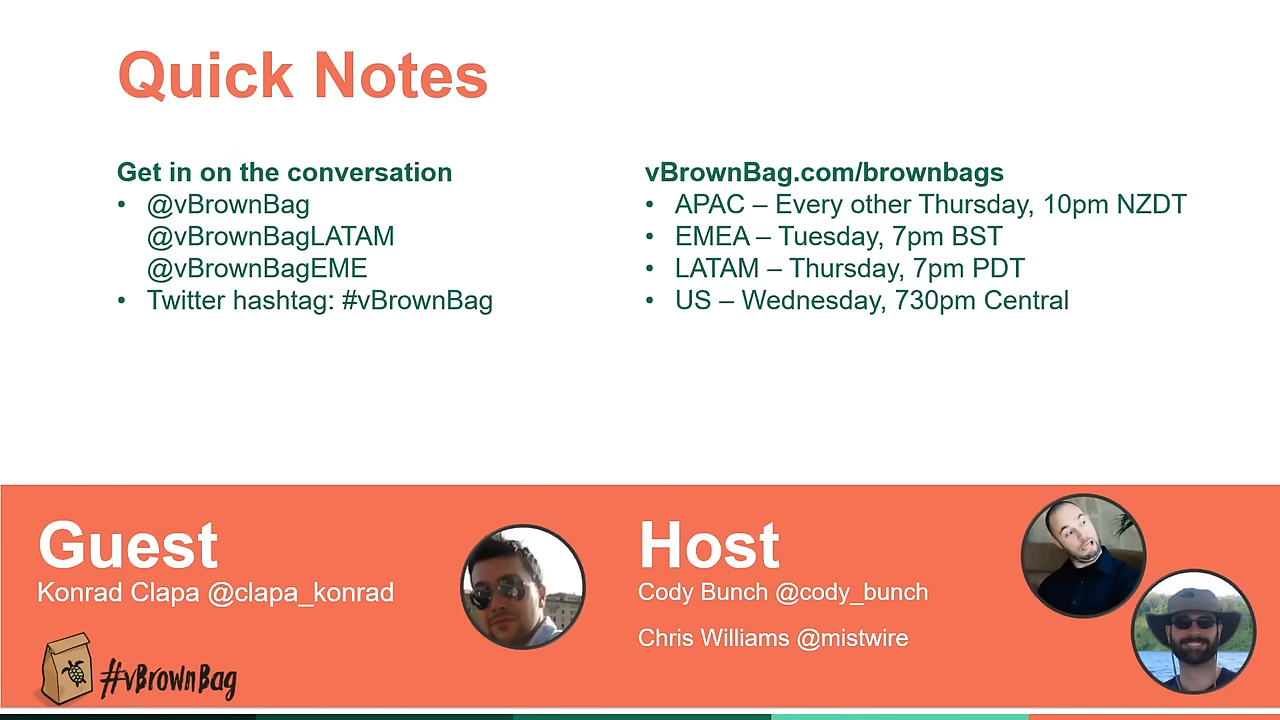 Quick Notes
Get in on the conversation
• @vBrownBag
@vBrownBagLATAM
@vBrownBagEME
• Twitter hashtag: #vBrownBag
vBrownBag.com/brownbags
• APAC – Every other Thursday, 10pm NZDT
• EMEA – Tuesday, 7pm BST
• LATAM – Thursday, 7pm PDT
• US – Wednesday, 730pm Central
Guest
Konrad Clapa @clapa_konrad
#vBrownBag
Host
Cody Bunch @cody_bunch
Chris Williams @mistwire